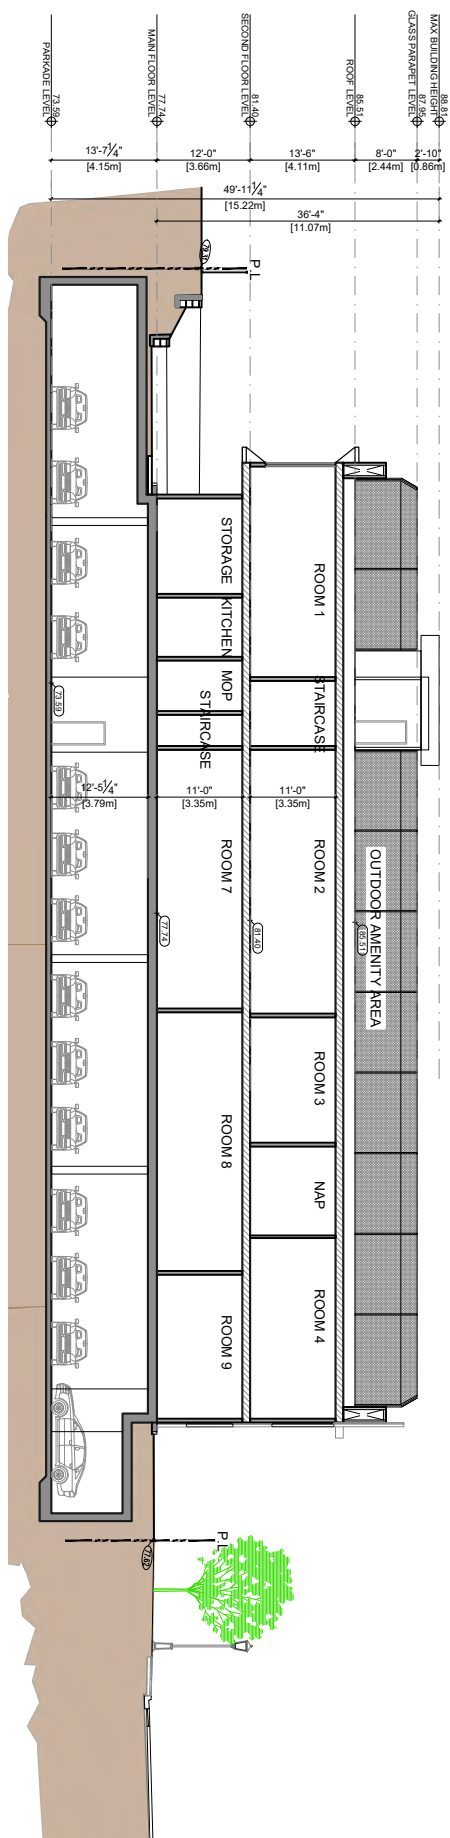 MAX BUILDING HEIGHT
88.81
GLASS PARAPET LEVEL
87.95
ROOF LEVEL
85.51
SECOND FLOOR LEVEL
81.40
MAIN FLOOR LEVEL
77.74
PARKADE LEVEL
73.59
2'-10"
[0.86m]
8'-0"
[2.44m]
13'-6"
[4.11m]
12'-0"
[3.66m]
13'-7¼"
[4.15m]
49'-11¼"
[15.22m]
36'-4"
[11.07m]
P.L
OUTDOOR AMENITY AREA
85.51
ROOM 1
STAIRCASE
ROOM 2
ROOM 3
NAP
ROOM 4
11'-0"
[3.35m]
81.40
STORAGE
KITCHEN
MOP
STAIRCASE
ROOM 7
ROOM 8
ROOM 9
11'-0"
[3.35m]
77.74
12'-5¼"
[3.79m]
73.59
P.L
77.62